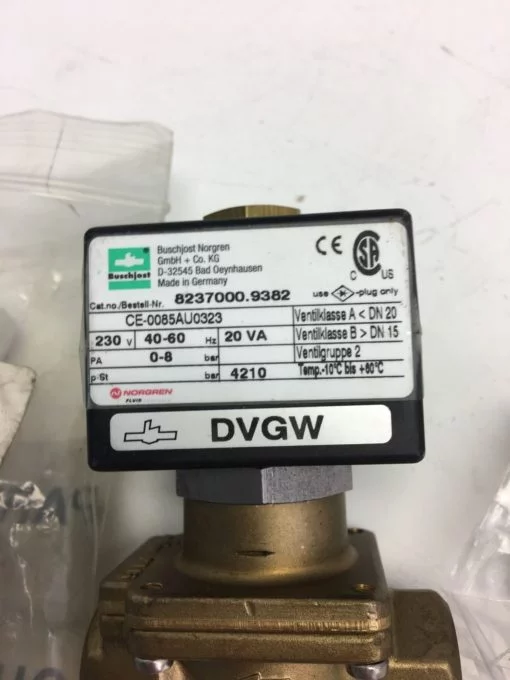 Buschjost
Buschjost Norgren
GmbH + Co. KG
D-32545 Bad Oeynhausen
Made in Germany
CE
C US
Cat.no./Bestell-Nr. 8237000.9382
use -plug only
CE-0085AU0323
Ventilklasse A < DN 20
230 V 40-60 Hz 20 VA
Ventilklasse B > DN 15
PA 0-8 bar
Ventilgruppe 2
p St bar 4210
Temp.-10°C bis +60°C
NORGREN
FLUID
DVGW